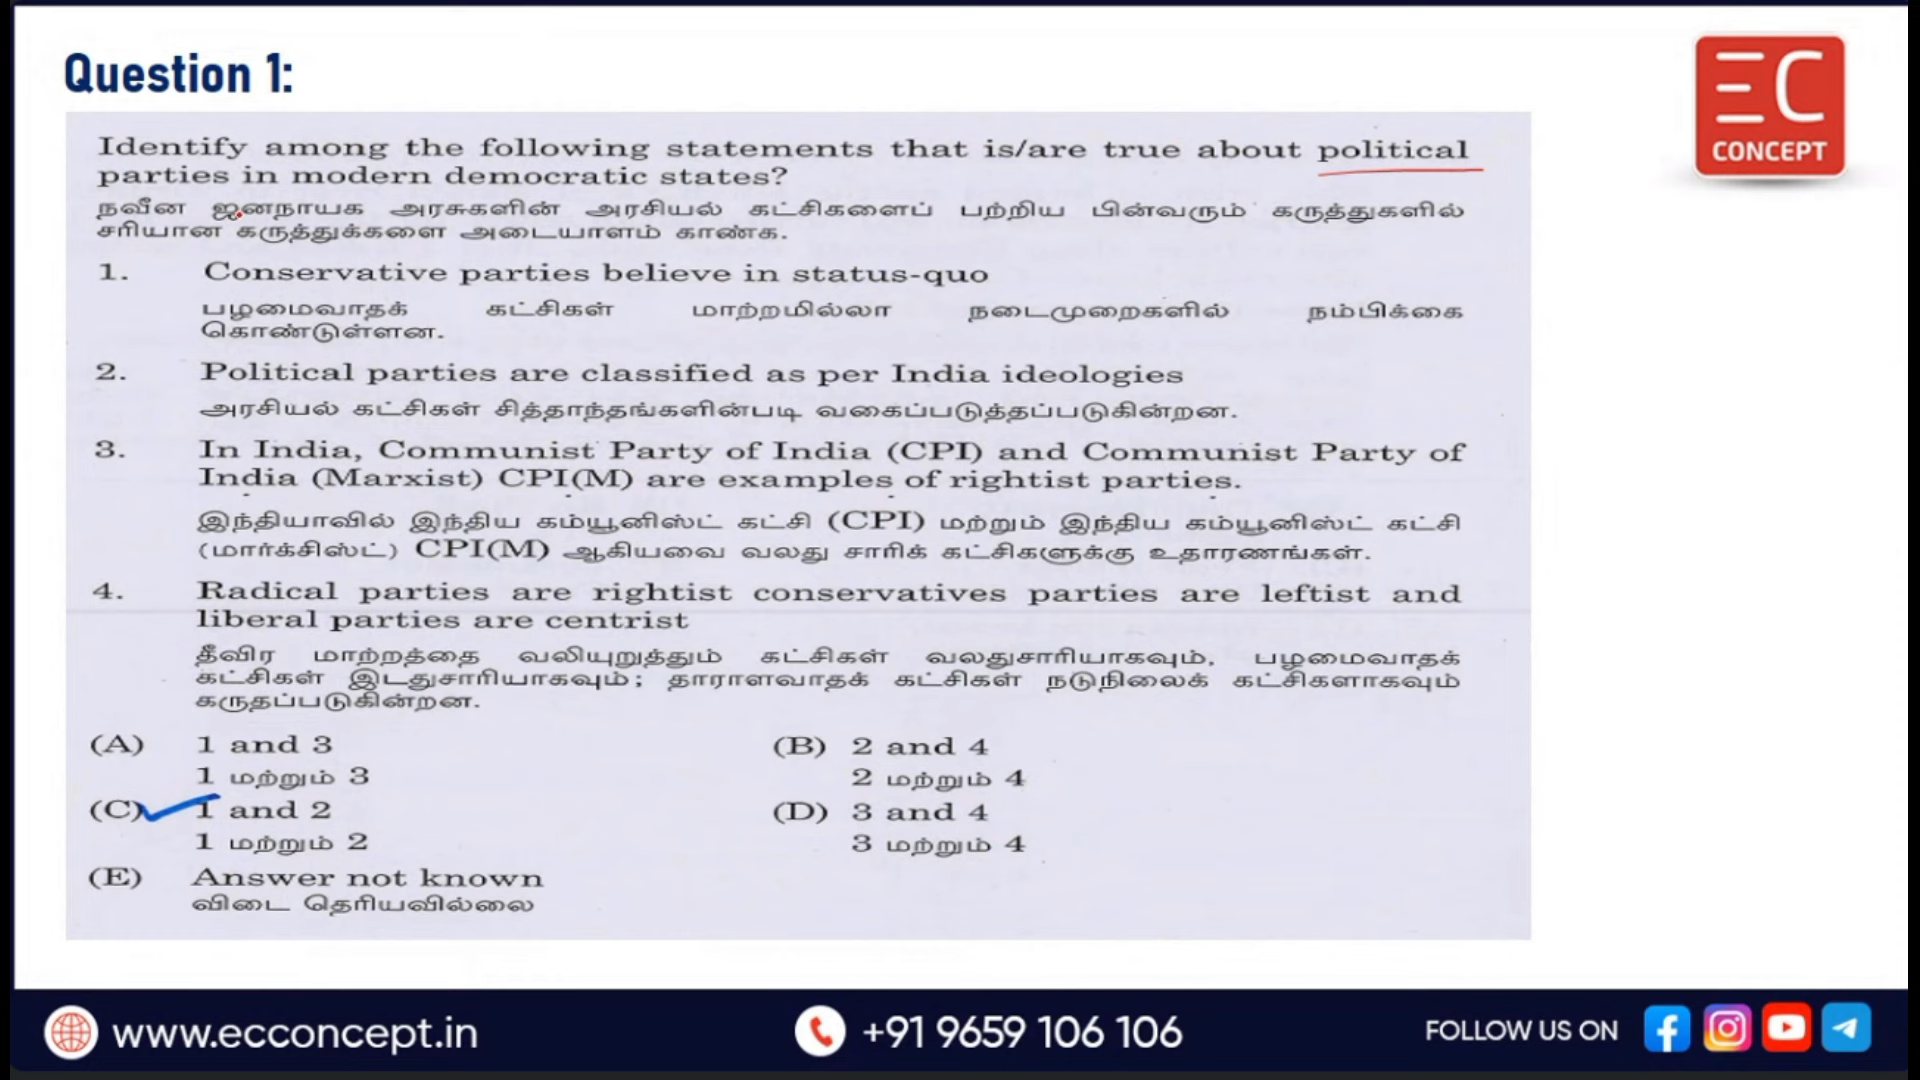 Question 1:
EC
CONCEPT
Identify among the following statements that is/are true about political
parties in modern democratic states?
நவீன ஜனநாயக அரசுகளின் அரசியல் கட்சிகளைப் பற்றிய பின்வரும் கருத்துகளில்
சரியான கருத்துக்களை அடையாளம் காண்க.
1. Conservative parties believe in status-quo
பழமைவாதக் கட்சிகள் மாற்றமில்லா நடைமுறைகளில் நம்பிக்கை
கொண்டுள்ளன.
2. Political parties are classified as per India ideologies
அரசியல் கட்சிகள் சித்தாந்தங்களின்படி வகைப்படுத்தப்படுகின்றன.
3. In India, Communist Party of India (CPI) and Communist Party of
India (Marxist) CPI(M) are examples of rightist parties.
இந்தியாவில் இந்திய கம்யூனிஸ்ட் கட்சி (CPI) மற்றும் இந்திய கம்யூனிஸ்ட் கட்சி
(மார்க்சிஸ்ட்) CPI(M) ஆகியவை வலது சாரிக் கட்சிகளுக்கு உதாரணங்கள்.
4. Radical parties are rightist conservatives parties are leftist and
liberal parties are centrist
தீவிர மாற்றத்தை வலியுறுத்தும் கட்சிகள் வலதுசாரியாகவும், பழமைவாதக்
கட்சிகள் இடதுசாரியாகவும்; தாராளவாதக் கட்சிகள் நடுநிலைக் கட்சிகளாகவும்
கருதப்படுகின்றன.
(A) 1 and 3 (B) 2 and 4
1 மற்றும் 3 2 மற்றும் 4
(C) 1 and 2 (D) 3 and 4
1 மற்றும் 2 3 மற்றும் 4
(E) Answer not known
விடை தெரியவில்லை
www.ecconcept.in +91 9659 106 106 FOLLOW US ON